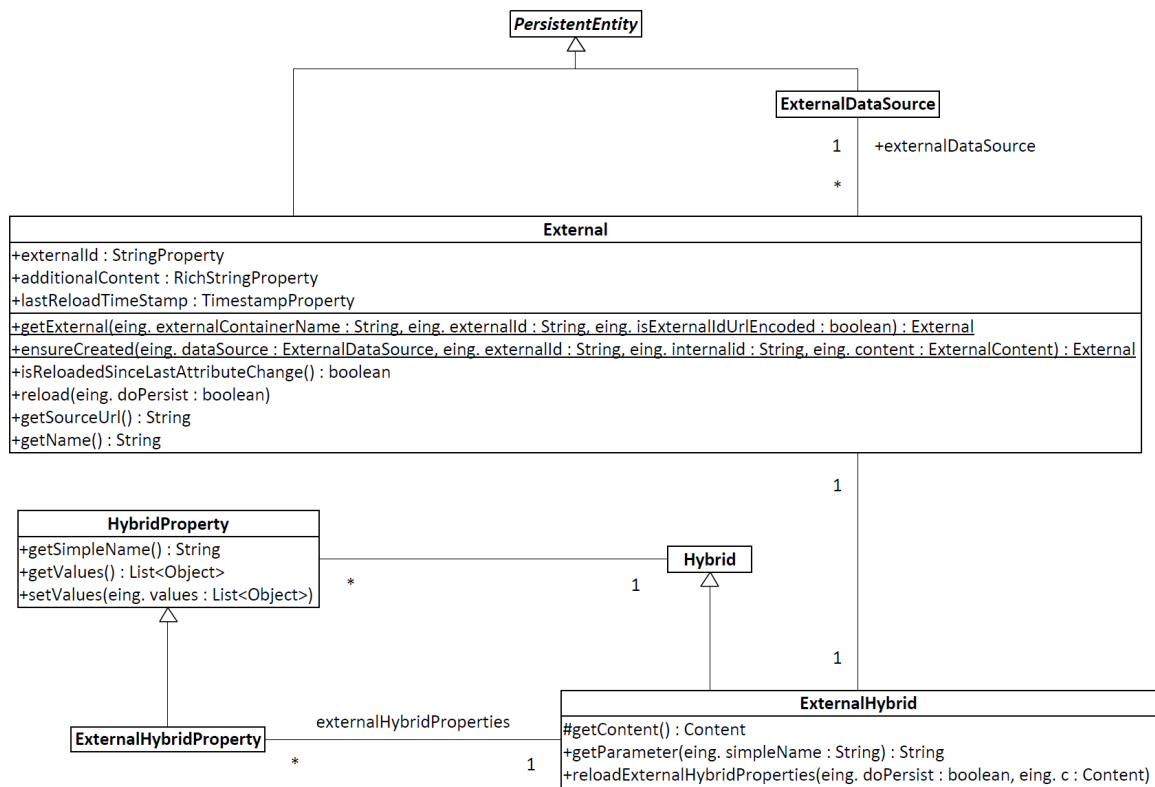 PersistentEntity
ExternalDataSource
1
+externalDataSource
*
External
+externalId : StringProperty
+additionalContent : RichStringProperty
+lastReloadTimeStamp : TimestampProperty
+getExternal(eing. externalContainerName : String, eing. externalId : String, eing. isExternalIdUrlEncoded : boolean) : External
+ensureCreated(eing. dataSource : ExternalDataSource, eing. externalId : String, eing. internalid : String, eing. content : ExternalContent) : External
+isReloadedSinceLastAttributeChange() : boolean
+reload(eing. doPersist : boolean)
+getSourceUrl() : String
+getName() : String
1
HybridProperty
+getSimpleName() : String
+getValues() : List<Object>
+setValues(eing. values : List<Object>)
*
1
Hybrid
1
ExternalHybridProperty
externalHybridProperties
*
1
ExternalHybrid
#getContent() : Content
+getParameter(eing. simpleName : String) : String
+reloadExternalHybridProperties(eing. doPersist : boolean, eing. c : Content)